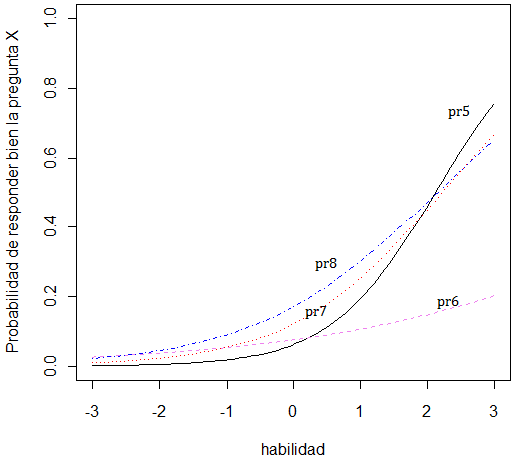 Probabilidad de responder bien la pregunta X
1.0
0.8
0.6
0.4
0.2
0.0
pr5
pr8
pr7
pr6
-3 -2 -1 0 1 2 3
habilidad